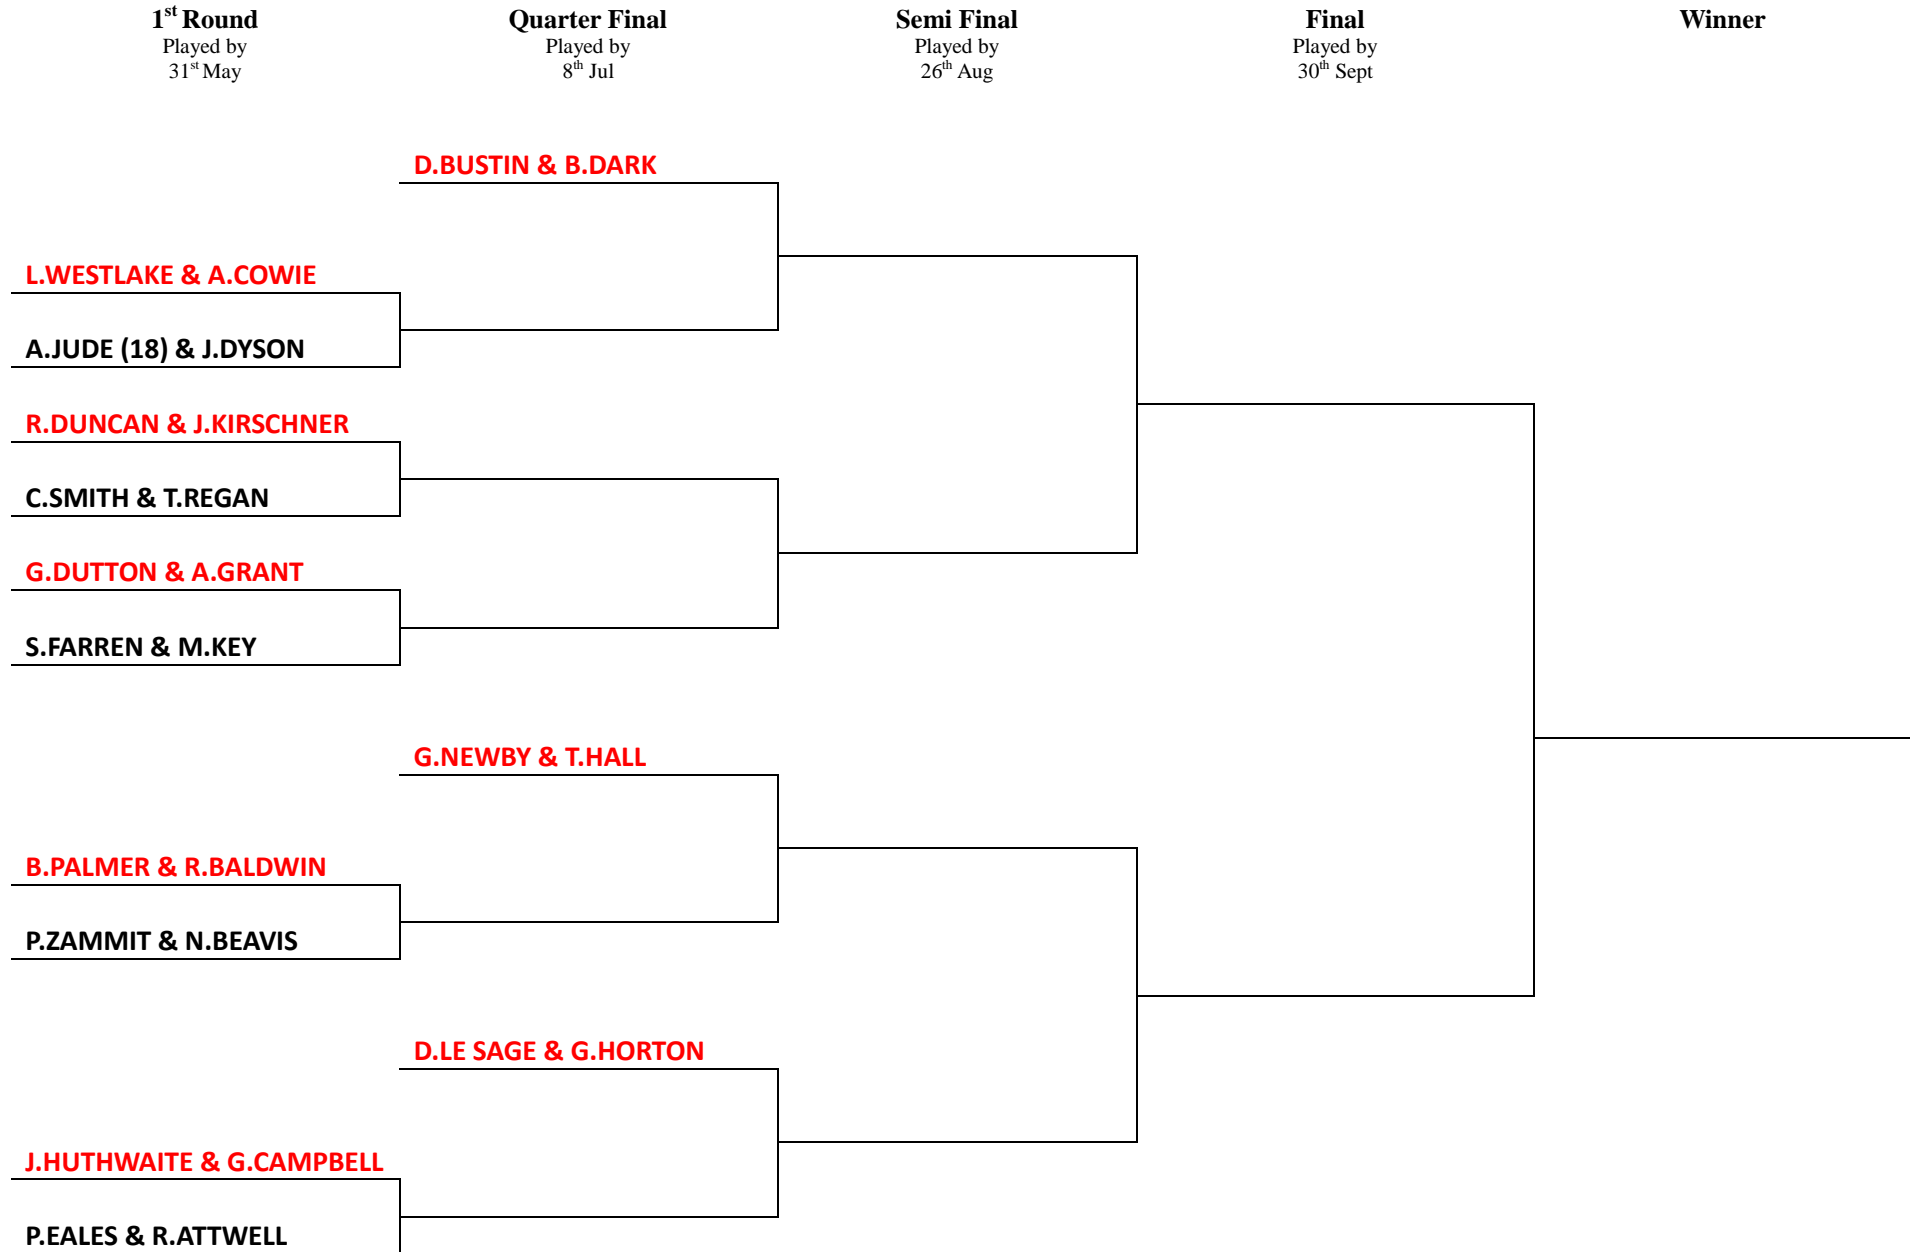 1st Round
Played by
31st May
Quarter Final
Played by
8th Jul
Semi Final
Played by
26th Aug
Final
Played by
30th Sept
Winner
D.BUSTIN & B.DARK
L.WESTLAKE & A.COWIE
A.JUDE (18) & J.DYSON
R.DUNCAN & J.KIRSCHNER
C.SMITH & T.REGAN
G.DUTTON & A.GRANT
S.FARREN & M.KEY
G.NEWBY & T.HALL
B.PALMER & R.BALDWIN
P.ZAMMIT & N.BEAVIS
D.LE SAGE & G.HORTON
J.HUTHWAITE & G.CAMPBELL
P.EALES & R.ATTWELL